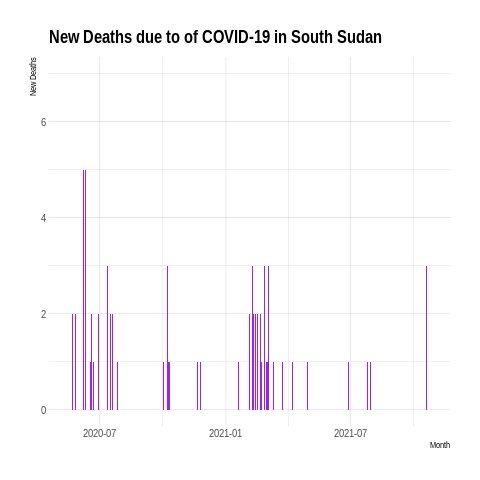 New Deaths due to of COVID-19 in South Sudan
New Deaths
6
4
2
0
2020-07
2021-01
2021-07
Month